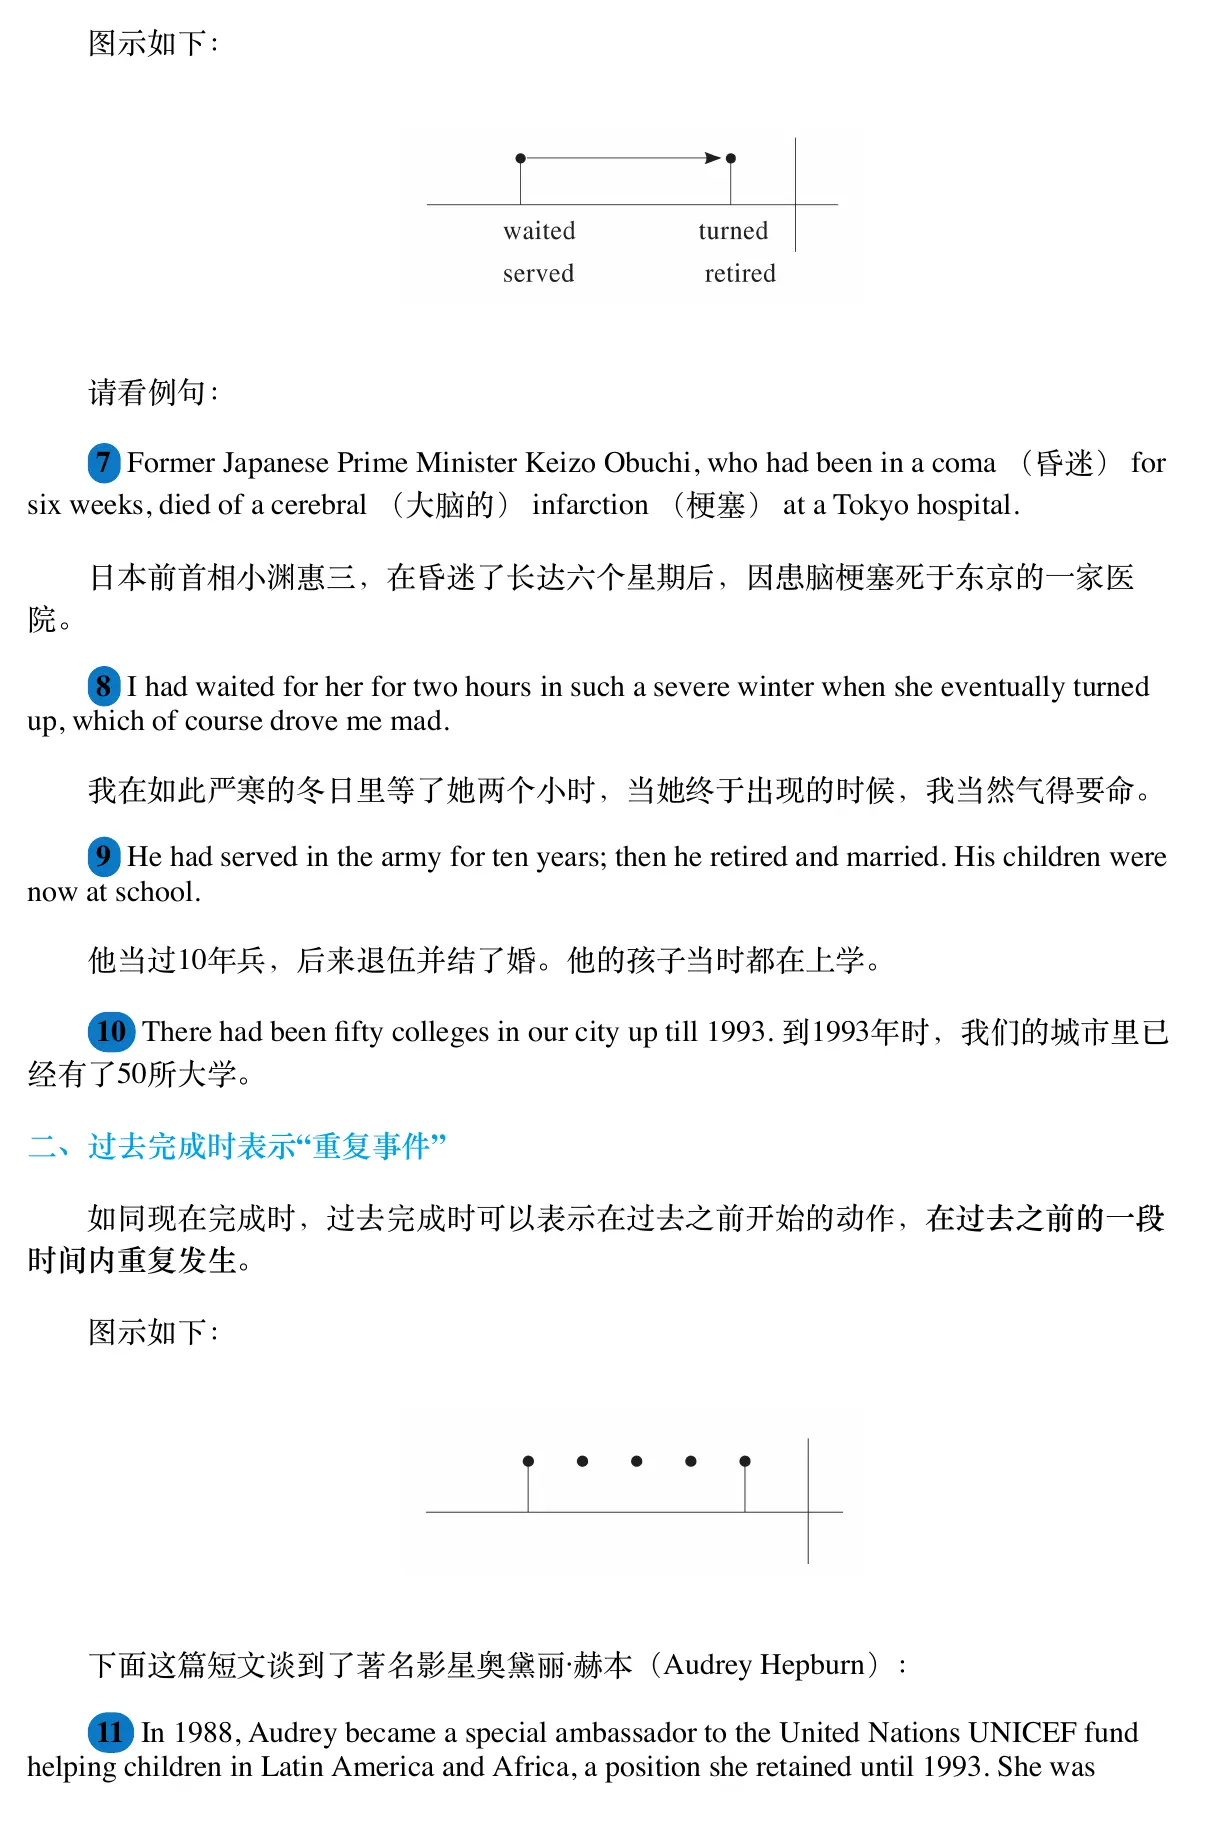 图示如下：
waited turned
served retired
请看例句：
7 Former Japanese Prime Minister Keizo Obuchi, who had been in a coma （昏迷） for
six weeks, died of a cerebral （大脑的） infarction （梗塞） at a Tokyo hospital.
日本前首相小渊惠三，在昏迷了长达六个星期后，因患脑梗塞死于东京的一家医
院。
8 I had waited for her for two hours in such a severe winter when she eventually turned
up, which of course drove me mad.
我在如此严寒的冬日里等了她两个小时，当她终于出现的时候，我当然气得要命。
9 He had served in the army for ten years; then he retired and married. His children were
now at school.
他当过10年兵，后来退伍并结了婚。他的孩子当时都在上学。
10 There had been fifty colleges in our city up till 1993. 到1993年时，我们的城市里已
经有了50所大学。
二、过去完成时表示“重复事件”
如同现在完成时，过去完成时可以表示在过去之前开始的动作，在过去之前的一段
时间内重复发生。
图示如下：
下面这篇短文谈到了著名影星奥黛丽·赫本（Audrey Hepburn）：
11 In 1988, Audrey became a special ambassador to the United Nations UNICEF fund
helping children in Latin America and Africa, a position she retained until 1993. She was